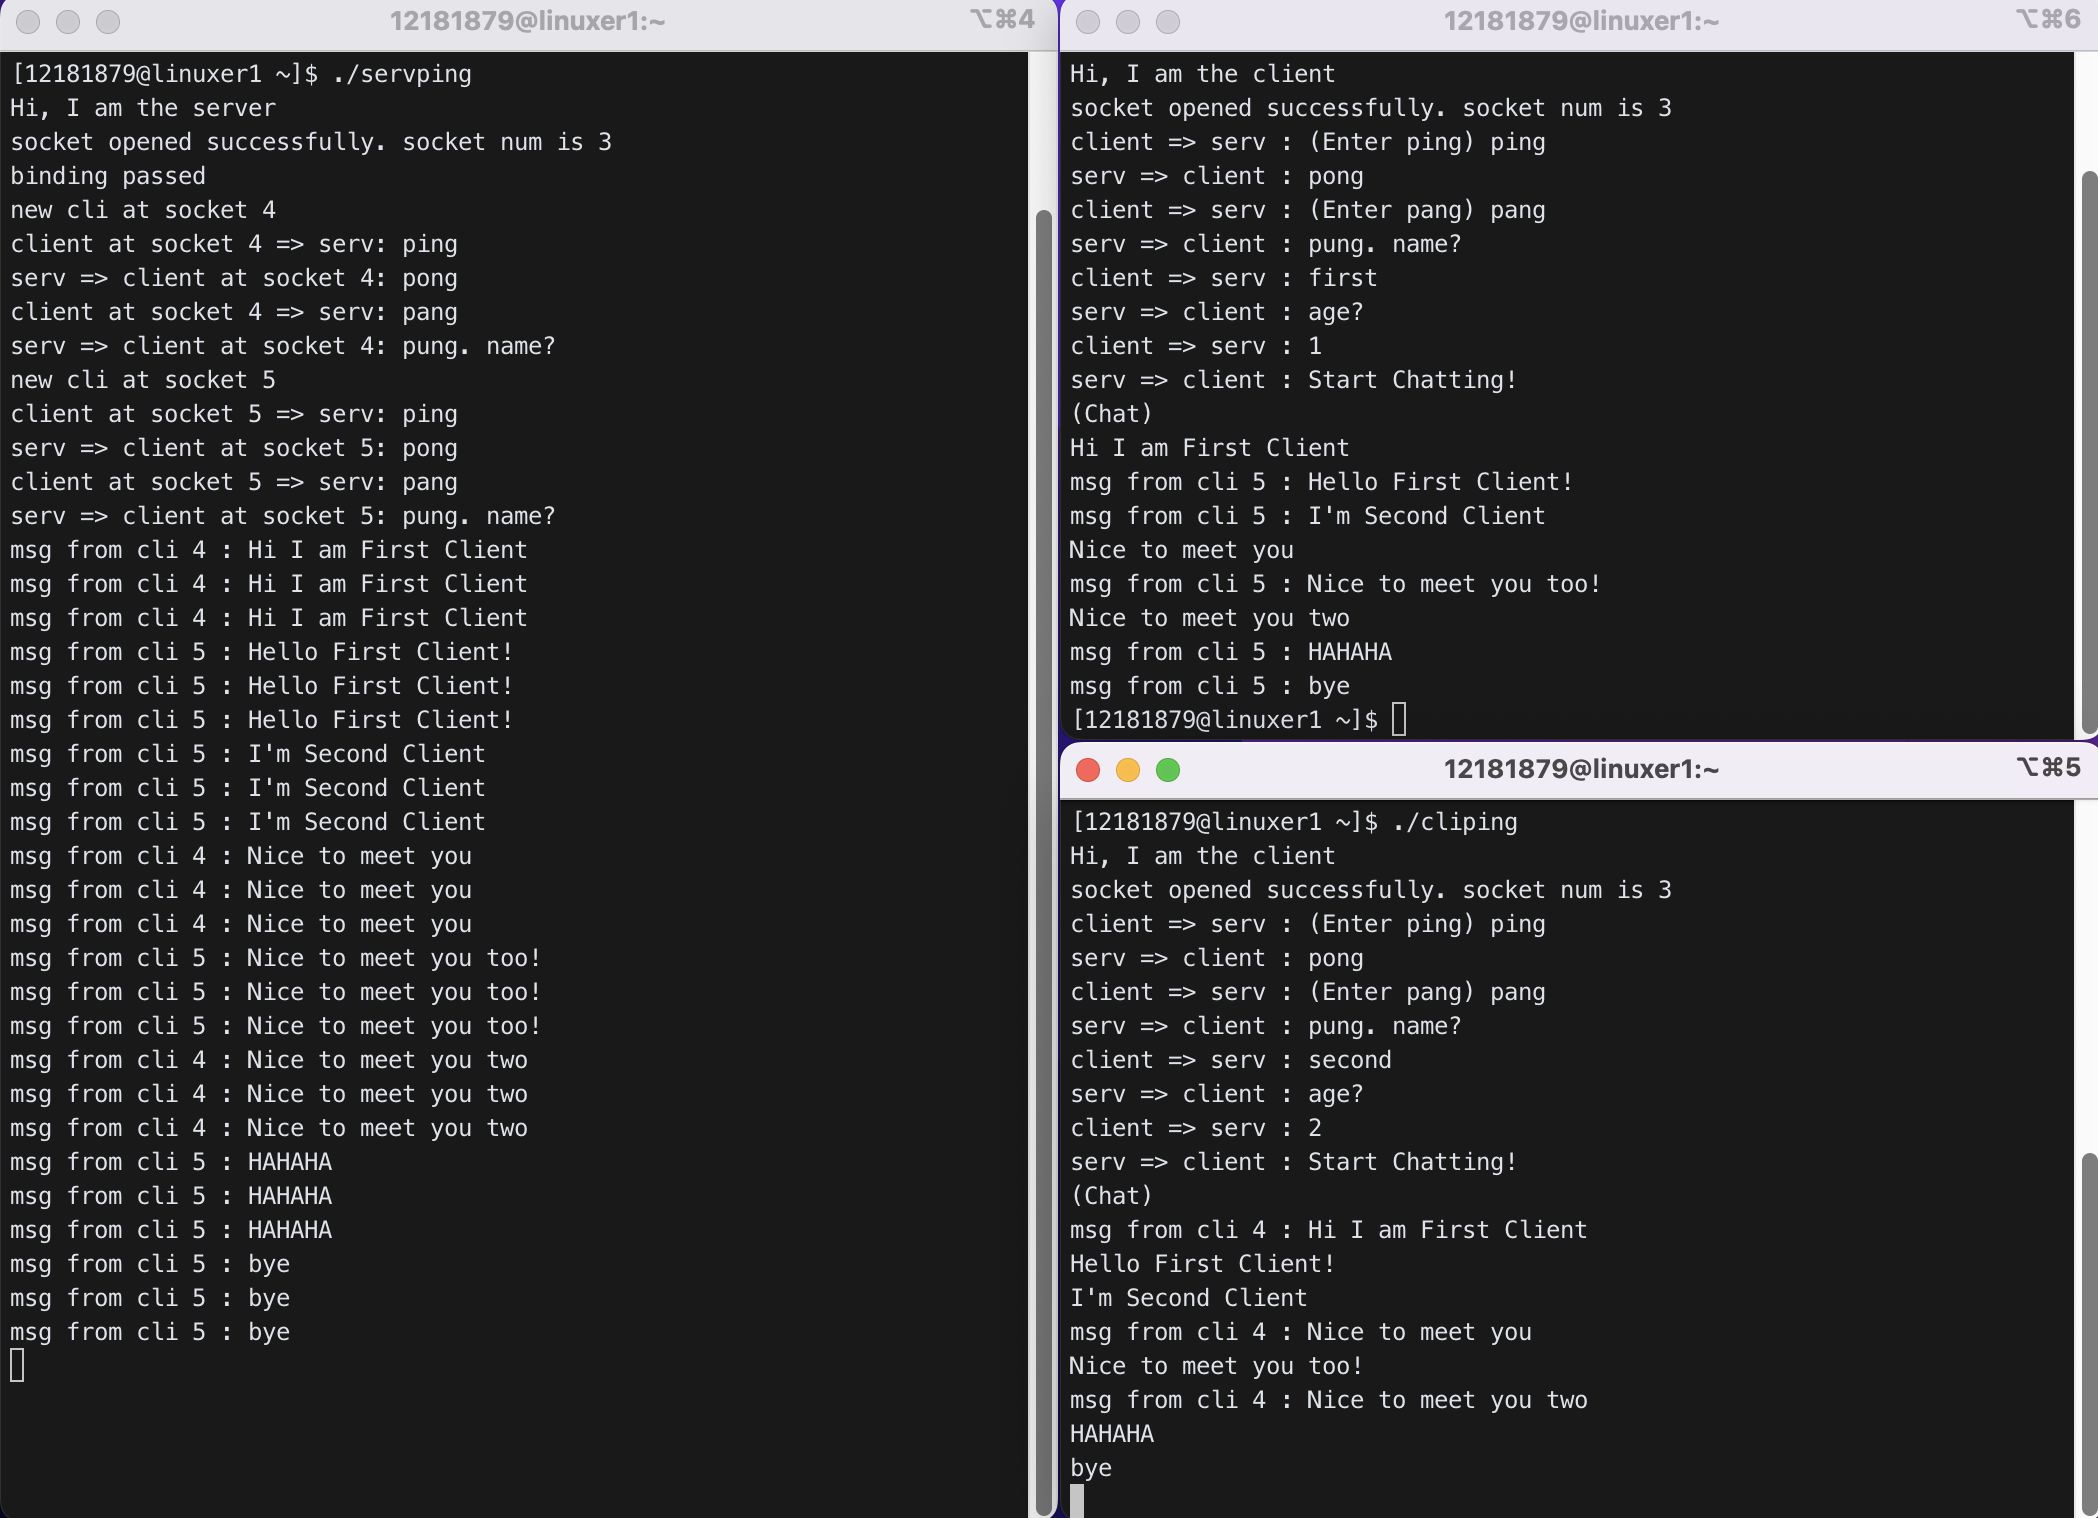 12181879@linuxer1:~
⌥⌘4
[12181879@linuxer1 ~]$ ./servping
Hi, I am the server
socket opened successfully. socket num is 3
binding passed
new cli at socket 4
client at socket 4 => serv: ping
serv => client at socket 4: pong
client at socket 4 => serv: pang
serv => client at socket 4: pung. name?
new cli at socket 5
client at socket 5 => serv: ping
serv => client at socket 5: pong
client at socket 5 => serv: pang
serv => client at socket 5: pung. name?
msg from cli 4 : Hi I am First Client
msg from cli 4 : Hi I am First Client
msg from cli 4 : Hi I am First Client
msg from cli 5 : Hello First Client!
msg from cli 5 : Hello First Client!
msg from cli 5 : Hello First Client!
msg from cli 5 : I'm Second Client
msg from cli 5 : I'm Second Client
msg from cli 5 : I'm Second Client
msg from cli 4 : Nice to meet you
msg from cli 4 : Nice to meet you
msg from cli 4 : Nice to meet you
msg from cli 5 : Nice to meet you too!
msg from cli 5 : Nice to meet you too!
msg from cli 5 : Nice to meet you too!
msg from cli 4 : Nice to meet you two
msg from cli 4 : Nice to meet you two
msg from cli 4 : Nice to meet you two
msg from cli 5 : HAHAHA
msg from cli 5 : HAHAHA
msg from cli 5 : HAHAHA
msg from cli 5 : bye
msg from cli 5 : bye
msg from cli 5 : bye
12181879@linuxer1:~
⌥⌘6
Hi, I am the client
socket opened successfully. socket num is 3
client => serv : (Enter ping) ping
serv => client : pong
client => serv : (Enter pang) pang
serv => client : pung. name?
client => serv : first
serv => client : age?
client => serv : 1
serv => client : Start Chatting!
(Chat)
Hi I am First Client
msg from cli 5 : Hello First Client!
msg from cli 5 : I'm Second Client
Nice to meet you
msg from cli 5 : Nice to meet you too!
Nice to meet you two
msg from cli 5 : HAHAHA
msg from cli 5 : bye
[12181879@linuxer1 ~]$
12181879@linuxer1:~
⌥⌘5
[12181879@linuxer1 ~]$ ./cliping
Hi, I am the client
socket opened successfully. socket num is 3
client => serv : (Enter ping) ping
serv => client : pong
client => serv : (Enter pang) pang
serv => client : pung. name?
client => serv : second
serv => client : age?
client => serv : 2
serv => client : Start Chatting!
(Chat)
msg from cli 4 : Hi I am First Client
Hello First Client!
I'm Second Client
msg from cli 4 : Nice to meet you
Nice to meet you too!
msg from cli 4 : Nice to meet you two
HAHAHA
bye